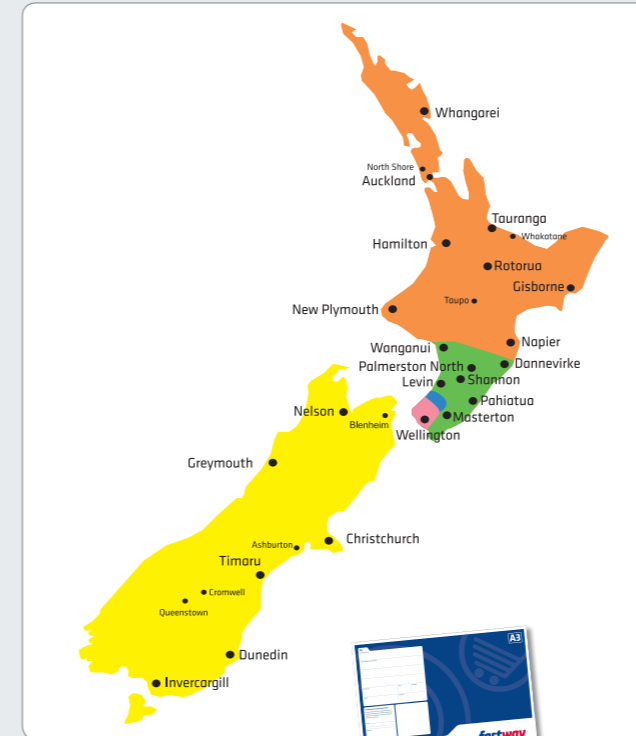 Whangarei
North Shore
Auckland
Tauranga
Whokatane
Hamilton
Rotorua
Gisborne
Taupo
New Plymouth
Napier
Wanganui
Dannevirke
Palmerston North
Shannon
Levin
Pahiatua
Nelson
Blenheim
Masterton
Wellington
Greymouth
Christchurch
Ashburton
Timaru
Cromwell
Queenstown
Dunedin
Invercargill
A3
fastway